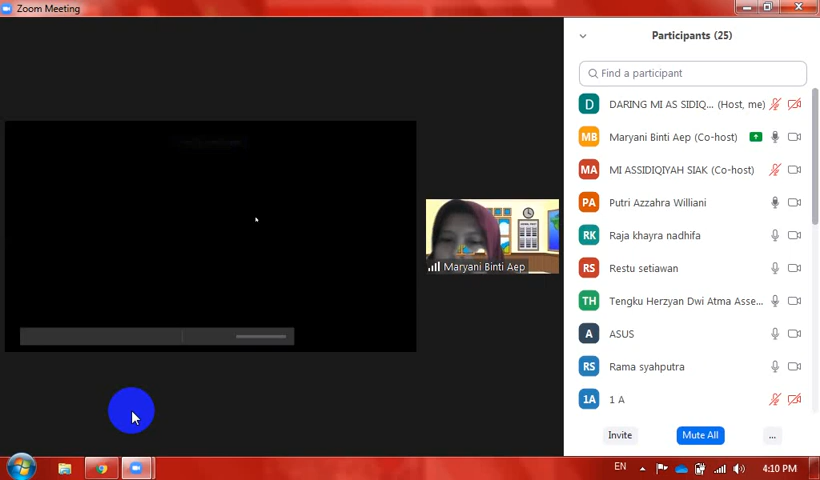 Zoom Meeting
Participants (25)
Find a participant
D DARING MI AS SIDIQ... (Host, me)
MB Maryani Binti Aep (Co-host)
MA MI ASSIDIQIYAH SIAK (Co-host)
PA Putri Azzahra Williani
RK Raja khayra nadhifa
RS Restu setiawan
TH Tengku Herzyan Dwi Atma Asse...
A ASUS
RS Rama syahputra
1A 1 A
Maryani Binti Aep
Invite
Mute All
...
EN
4:10 PM